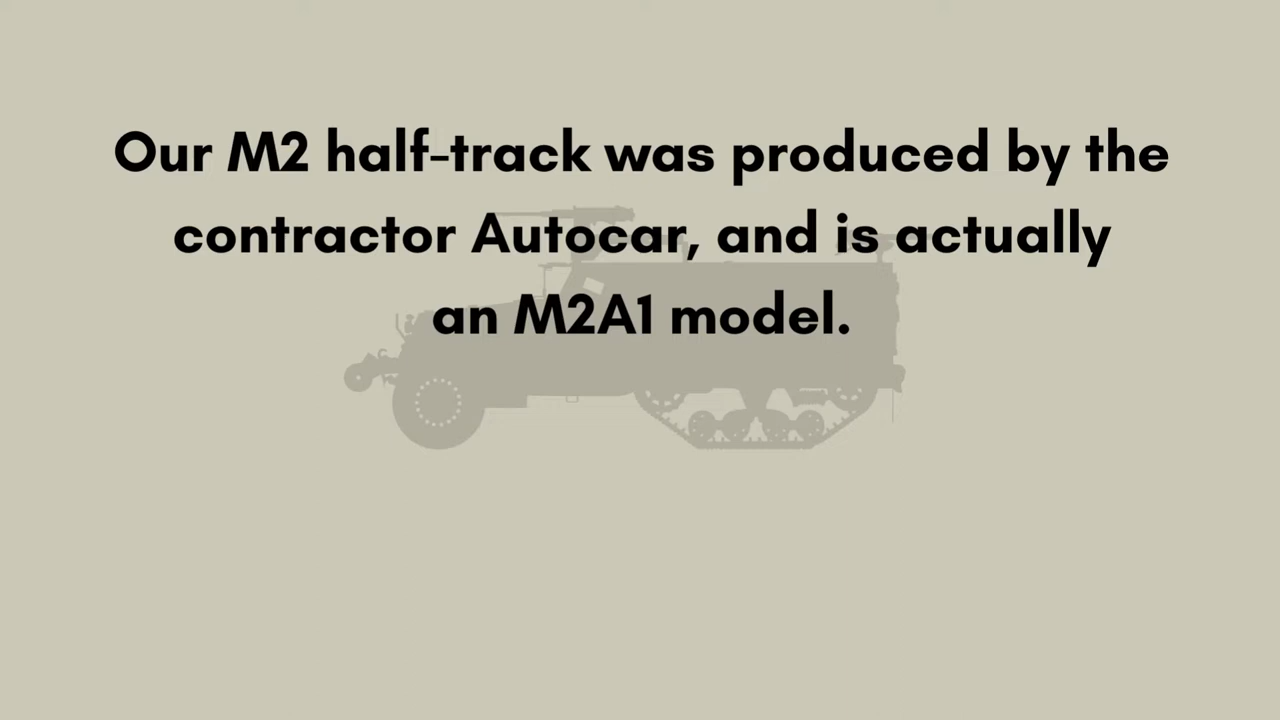 Our M2 half-track was produced by the
contractor Autocar, and is actually
an M2A1 model.